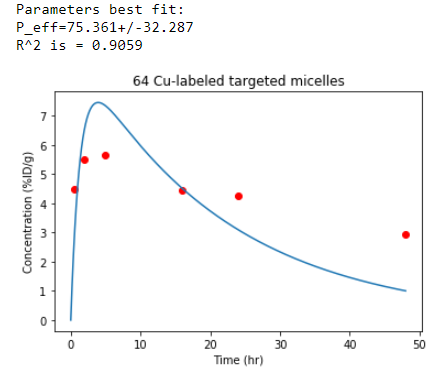 Parameters best fit:
P_eff=75.361+/-32.287
R^2 is = 0.9059
64 Cu-labeled targeted micelles
Concentration (%ID/g)
7
6
5
4
3
2
1
0
0 10 20 30 40 50
Time (hr)